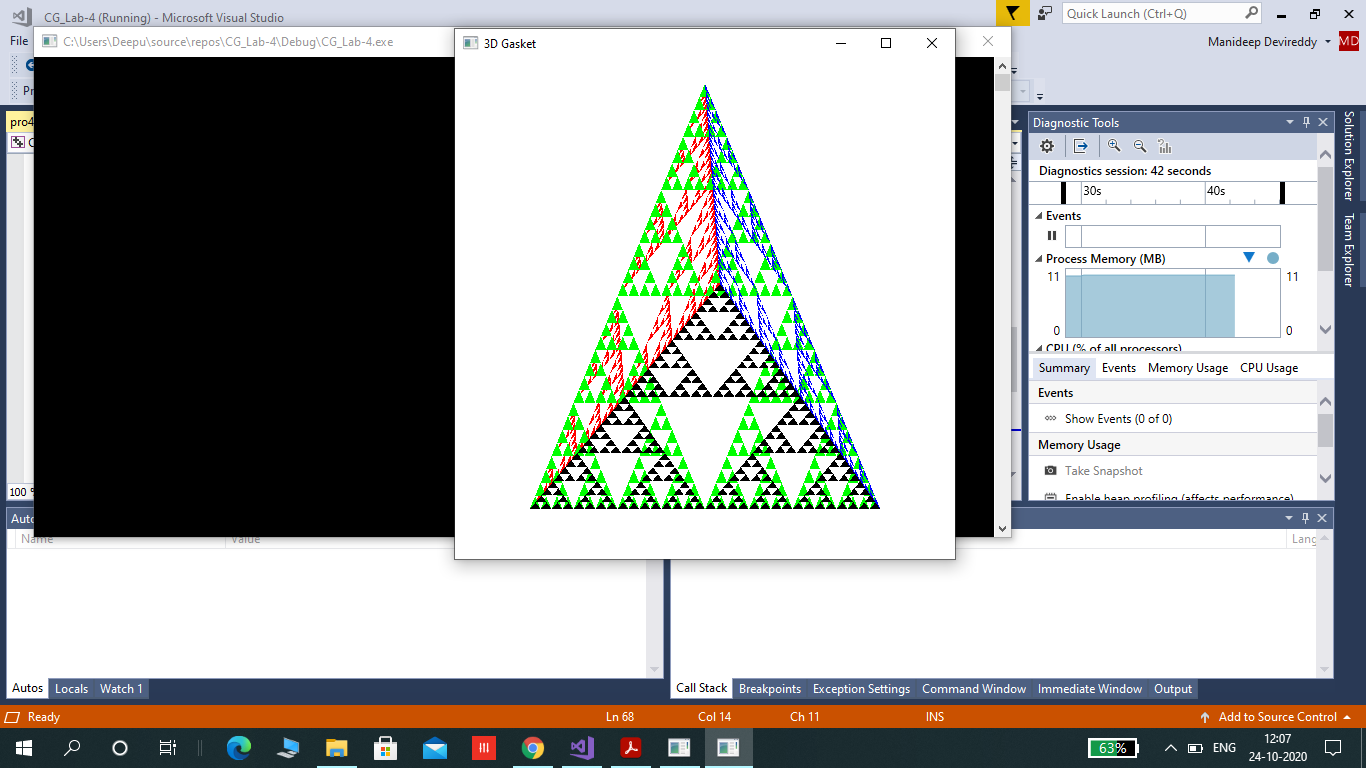 CG_Lab-4 (Running) - Microsoft Visual Studio
Quick Launch (Ctrl+Q)
File
C:\Users\Deepu\source\repos\CG_Lab-4\Debug\CG_Lab-4.exe
3D Gasket
Manideep Devireddy
MD
pro4
Diagnostic Tools
Diagnostics session: 42 seconds
30s
40s
Events
Process Memory (MB)
11
11
0
0
CPU (% of all processors)
Summary
Events
Memory Usage
CPU Usage
Events
Show Events (0 of 0)
Memory Usage
Take Snapshot
Enable heap profiling (affects performance)
Solution Explorer
Team Explorer
100 %
Name
Value
Lang
Autos
Locals
Watch 1
Call Stack
Breakpoints
Exception Settings
Command Window
Immediate Window
Output
Ready
Ln 68
Col 14
Ch 11
INS
Add to Source Control
63%
ENG
12:07
24-10-2020